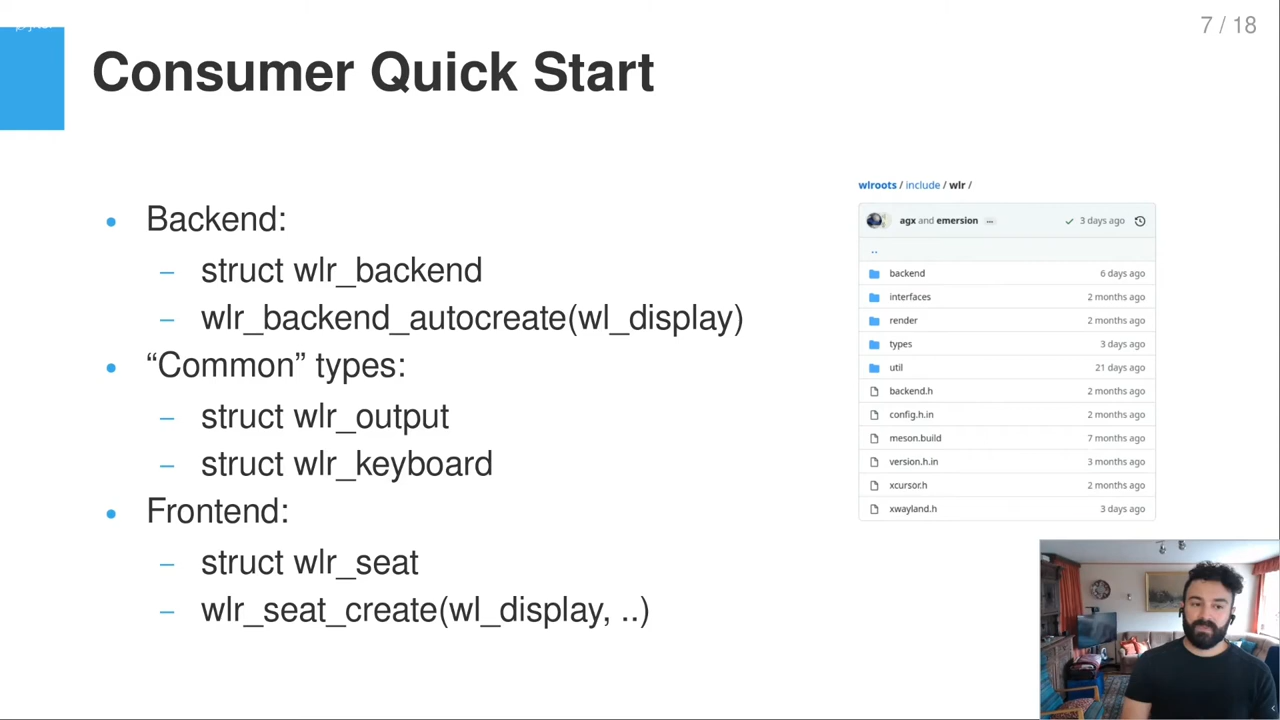 7 / 18
Consumer Quick Start
Backend:
– struct wlr_backend
– wlr_backend_autocreate(wl_display)
“Common” types:
– struct wlr_output
– struct wlr_keyboard
Frontend:
– struct wlr_seat
– wlr_seat_create(wl_display, ..)
wlroots / include / wlr /
agx and emersion ... 3 days ago
..
backend 6 days ago
interfaces 2 months ago
render 2 months ago
types 3 days ago
util 21 days ago
backend.h 2 months ago
config.h.in 2 months ago
meson.build 7 months ago
version.h.in 3 months ago
xcursor.h 2 months ago
xwayland.h 3 days ago